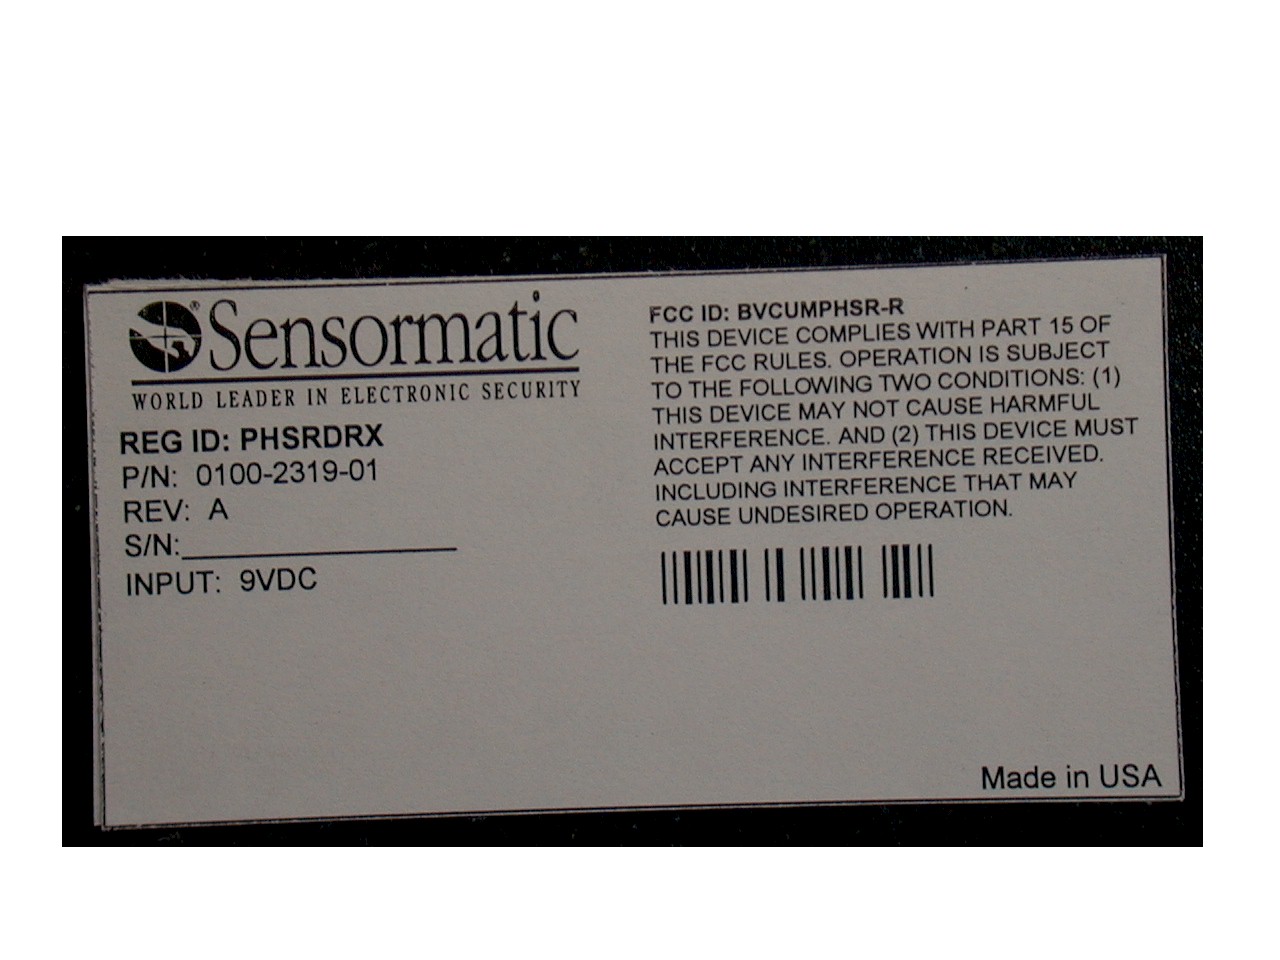 Sensormatic®
WORLD LEADER IN ELECTRONIC SECURITY
REG ID: PHSRDRX
P/N: 0100-2319-01
REV: A
S/N:
INPUT: 9VDC
FCC ID: BVCUMPHSR-R
THIS DEVICE COMPLIES WITH PART 15 OF
THE FCC RULES. OPERATION IS SUBJECT
TO THE FOLLOWING TWO CONDITIONS: (1)
THIS DEVICE MAY NOT CAUSE HARMFUL
INTERFERENCE. AND (2) THIS DEVICE MUST
ACCEPT ANY INTERFERENCE RECEIVED.
INCLUDING INTERFERENCE THAT MAY
CAUSE UNDESIRED OPERATION.
Made in USA